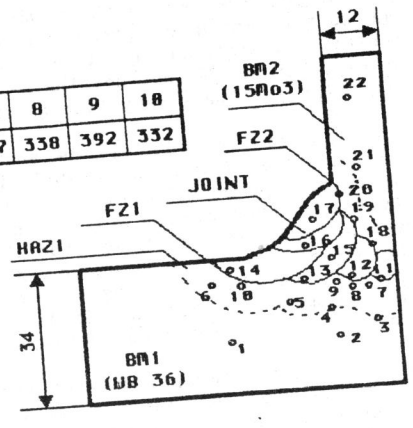 12
BM2
(15Mo3)
22
8 9 10
7 338 392 332
FZ2
21
JOINT
20
FZ1
17 19
HAZ1
16 18
15
14 13 12 11
6 10 9 8 7
5 4 3
34
BM1
(WB 36)
1 2